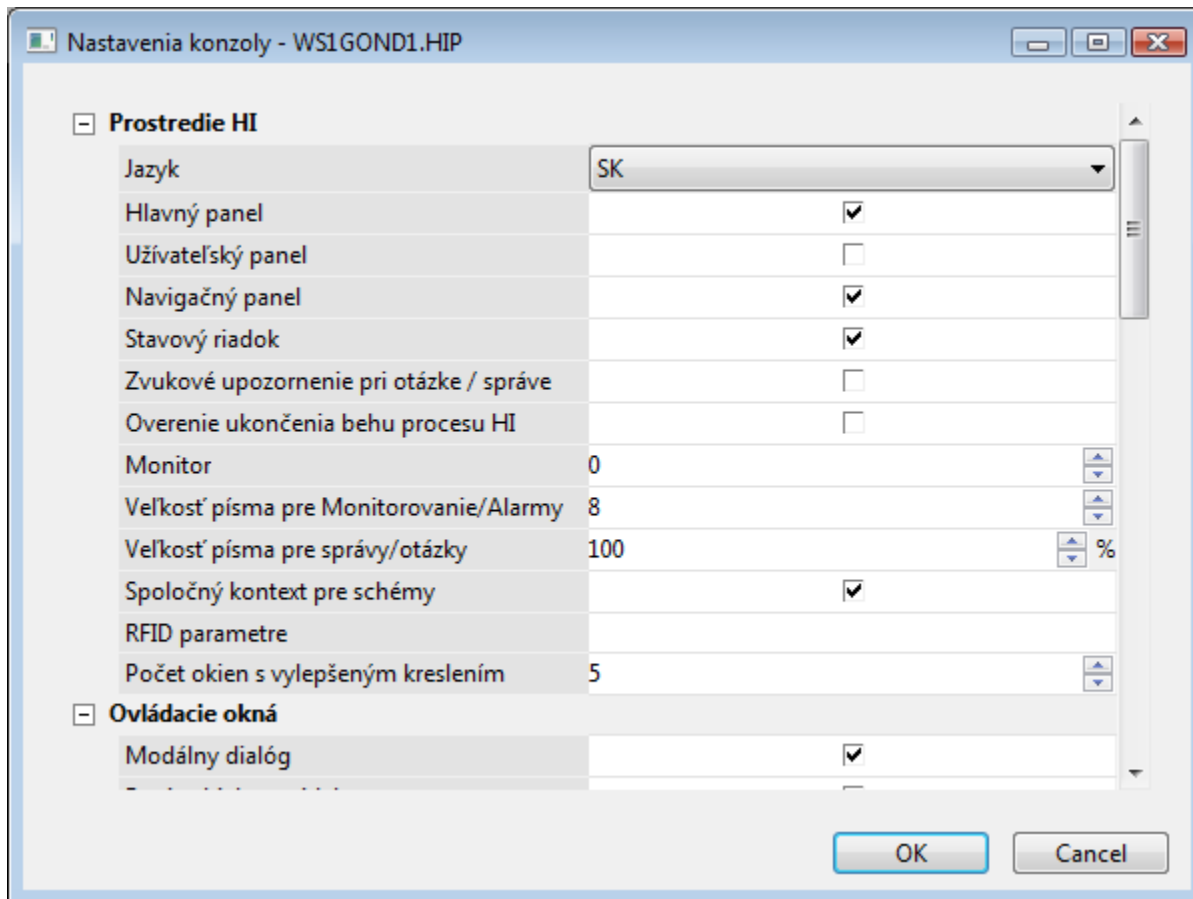 Nastavenia konzoly - WS1GOND1.HIP
Prostredie HI
Jazyk SK
Hlavný panel
Užívateľský panel
Navigačný panel
Stavový riadok
Zvukové upozornenie pri otázke / správe
Overenie ukončenia behu procesu HI
Monitor 0
Veľkosť písma pre Monitorovanie/Alarmy 8
Veľkosť písma pre správy/otázky 100 %
Spoločný kontext pre schémy
RFID parametre
Počet okien s vylepšeným kreslením 5
Ovládacie okná
Modálny dialóg
OK Cancel